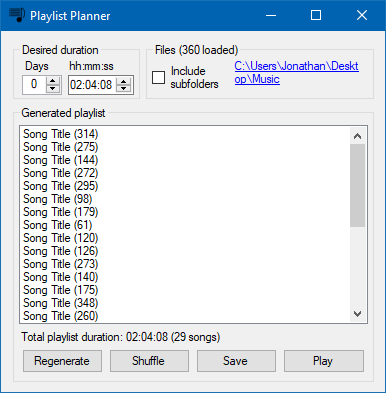 Playlist Planner
Desired duration
Days
hh:mm:ss
0
02:04:08
Files (360 loaded)
Include
subfolders
C:\Users\Jonathan\Deskt
op\Music
Generated playlist
Song Title (314)
Song Title (275)
Song Title (144)
Song Title (272)
Song Title (295)
Song Title (98)
Song Title (179)
Song Title (61)
Song Title (120)
Song Title (126)
Song Title (273)
Song Title (140)
Song Title (175)
Song Title (348)
Song Title (260)
Total playlist duration: 02:04:08 (29 songs)
Regenerate
Shuffle
Save
Play